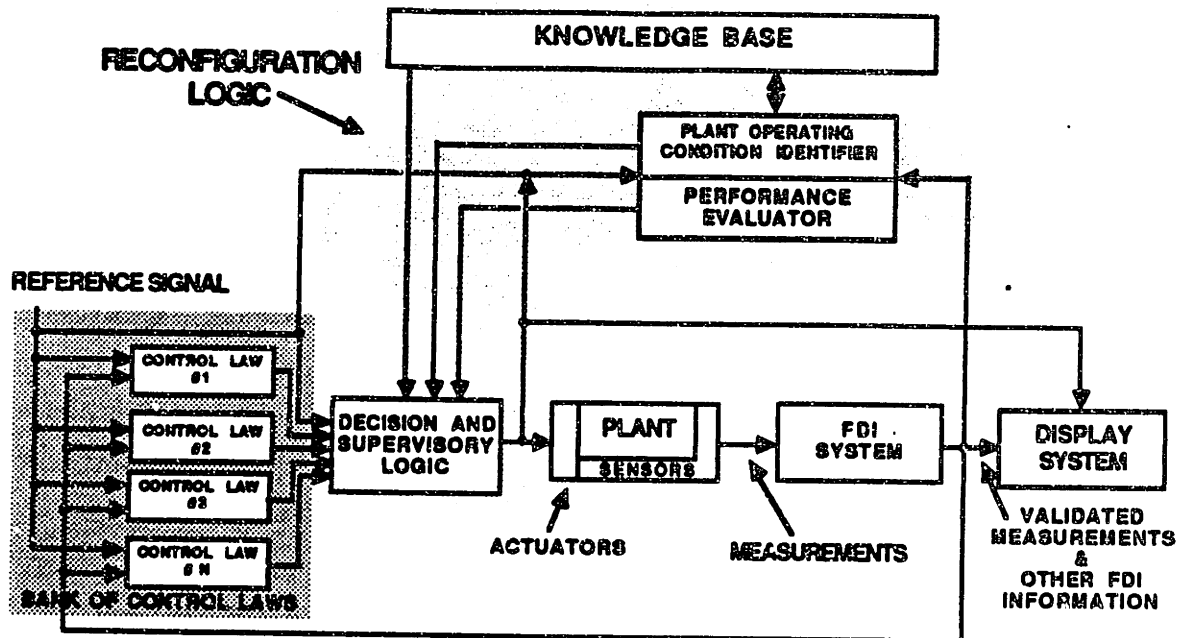 KNOWLEDGE BASE
RECONFIGURATION
LOGIC
PLANT OPERATING
CONDITION IDENTIFIER
PERFORMANCE
EVALUATOR
REFERENCE SIGNAL
CONTROL LAW
#1
CONTROL LAW
#2
CONTROL LAW
#3
CONTROL LAW
# N
BANK OF CONTROL LAWS
DECISION AND
SUPERVISORY
LOGIC
PLANT
SENSORS
FDI
SYSTEM
DISPLAY
SYSTEM
ACTUATORS
MEASUREMENTS
VALIDATED
MEASUREMENTS
&
OTHER FDI
INFORMATION